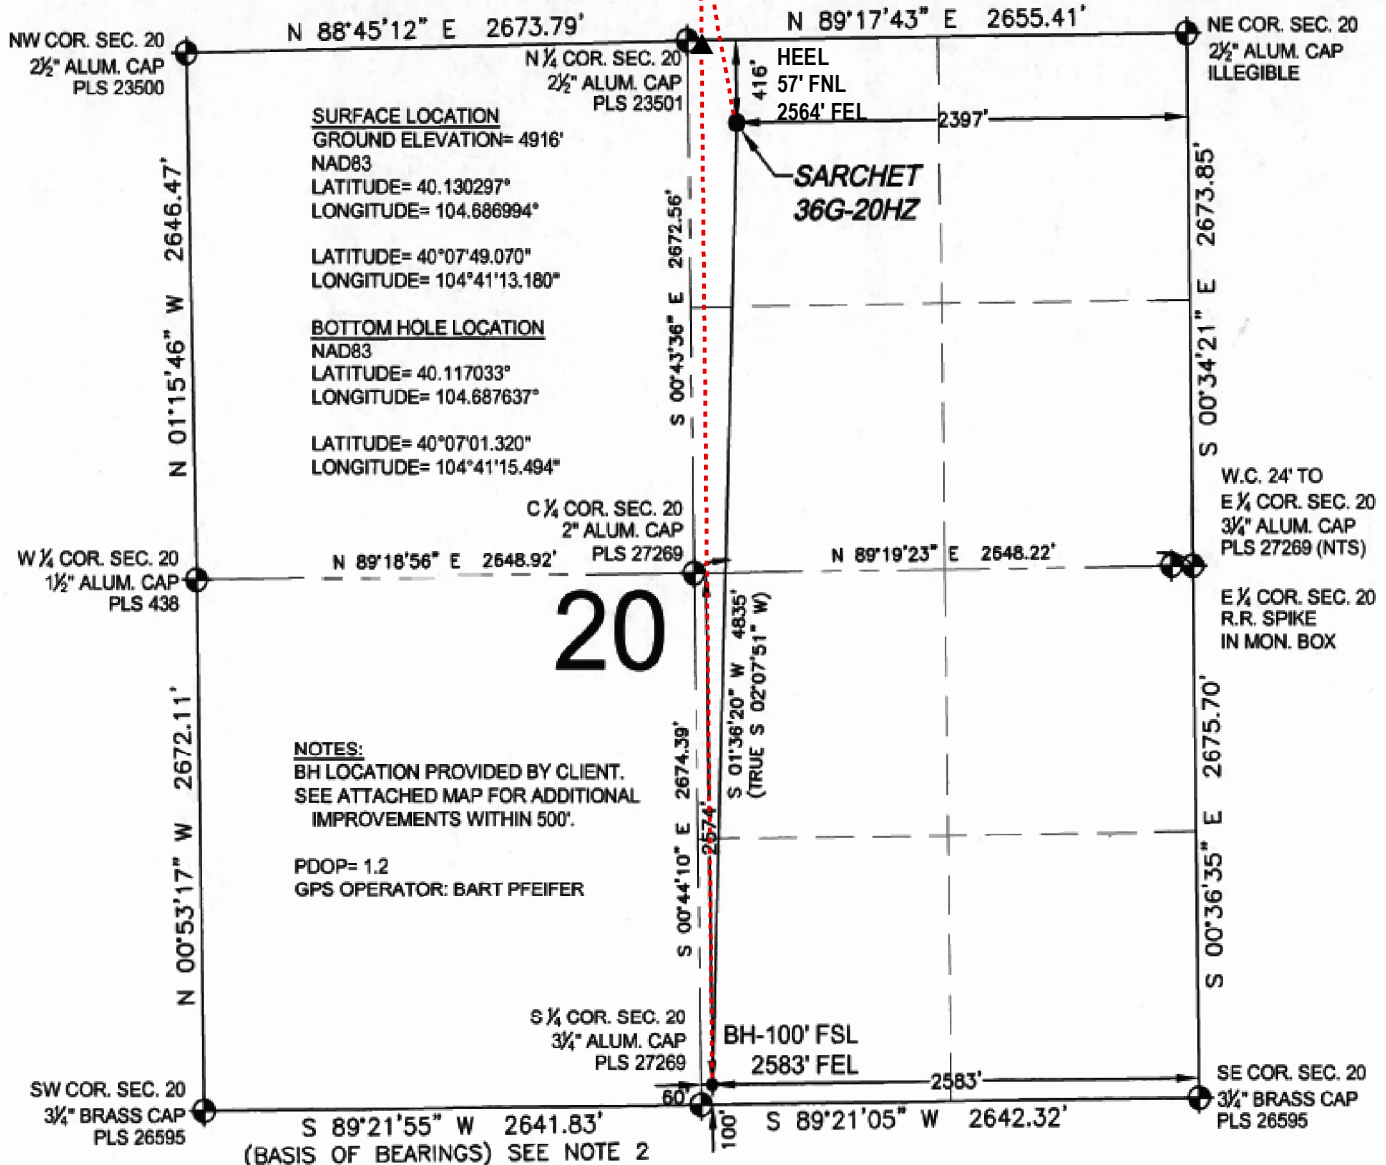 N 88°45'12" E 2673.79'
N 89°17'43" E 2655.41'
NW COR. SEC. 20
2½" ALUM. CAP
PLS 23500
N ¼ COR. SEC. 20
2½" ALUM. CAP
PLS 23501
416'
HEEL
57' FNL
2564' FEL
NE COR. SEC. 20
2½" ALUM. CAP
ILLEGIBLE
2397'
SARCHET
36G-20HZ
SURFACE LOCATION
GROUND ELEVATION= 4916'
NAD83
LATITUDE= 40.130297°
LONGITUDE= 104.686994°
LATITUDE= 40°07'49.070"
LONGITUDE= 104°41'13.180"
BOTTOM HOLE LOCATION
NAD83
LATITUDE= 40.117033°
LONGITUDE= 104.687637°
LATITUDE= 40°07'01.320"
LONGITUDE= 104°41'15.494"
N 01°15'46" W 2646.47'
S 00°43'36" E 2672.56'
S 00°34'21" E 2673.85'
C ¼ COR. SEC. 20
2" ALUM. CAP
PLS 27269
W.C. 24' TO
E ¼ COR. SEC. 20
3¼" ALUM. CAP
PLS 27269 (NTS)
W ¼ COR. SEC. 20
1½" ALUM. CAP
PLS 438
N 89°18'56" E 2648.92'
N 89°19'23" E 2648.22'
E ¼ COR. SEC. 20
R.R. SPIKE
IN MON. BOX
20
S 01°36'20" W 4835'
(TRUE S 02°07'51" W)
N 00°53'17" W 2672.11'
S 00°44'10" E 2674.39'
2574'
S 00°36'35" E 2675.70'
NOTES:
BH LOCATION PROVIDED BY CLIENT.
SEE ATTACHED MAP FOR ADDITIONAL
IMPROVEMENTS WITHIN 500'.
PDOP= 1.2
GPS OPERATOR: BART PFEIFER
S ¼ COR. SEC. 20
3¼" ALUM. CAP
PLS 27269
BH-100' FSL
2583' FEL
2583'
60'
100'
SW COR. SEC. 20
3¼" BRASS CAP
PLS 26595
SE COR. SEC. 20
3¼" BRASS CAP
PLS 26595
S 89°21'55" W 2641.83'
(BASIS OF BEARINGS) SEE NOTE 2
S 89°21'05" W 2642.32'